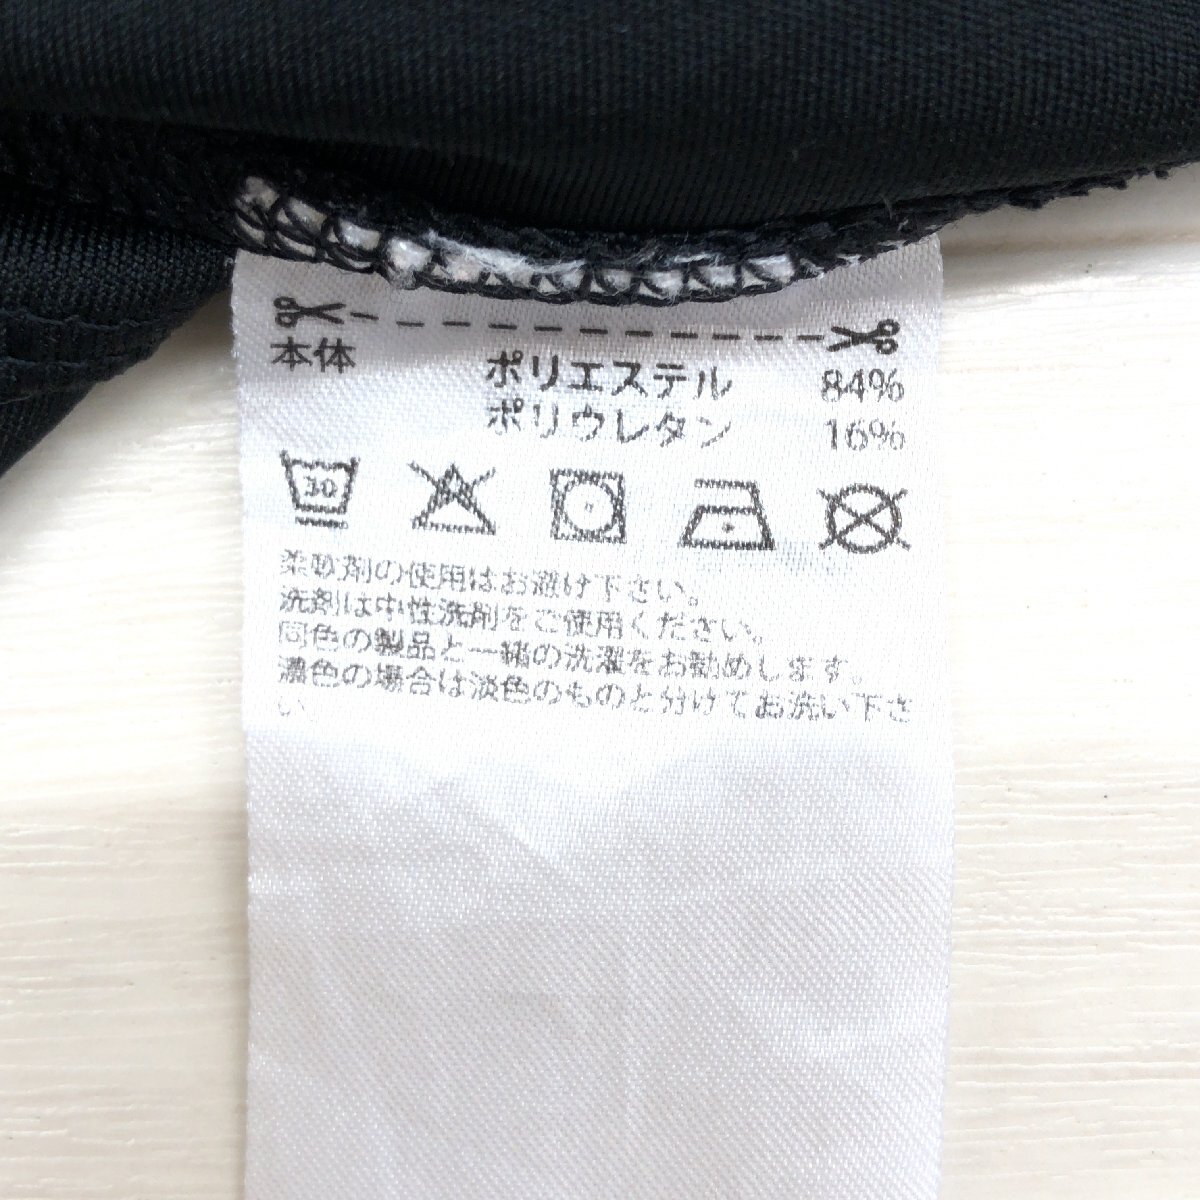 本体 ポリエステル 84%
ポリウレタン 16%
30
柔軟剤の使用はお避け下さい。
洗剤は中性洗剤をご使用ください。
同色の製品と一緒の洗濯をお勧めします。
濃色の場合は淡色のものと分けてお洗い下さ
い。